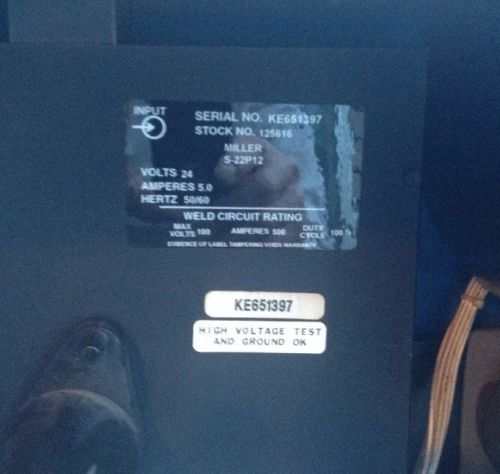 INPUT
SERIAL NO. KE651397
STOCK NO. 125616
MILLER
S-22P12
VOLTS 24
AMPERES 5.0
HERTZ 50/60
WELD CIRCUIT RATING
MAX VOLTS 100 AMPERES 500 DUTY CYCLE 100 %
EVIDENCE OF LABEL TAMPERING VOIDS WARRANTY
KE651397
HIGH VOLTAGE TEST
AND GROUND OK